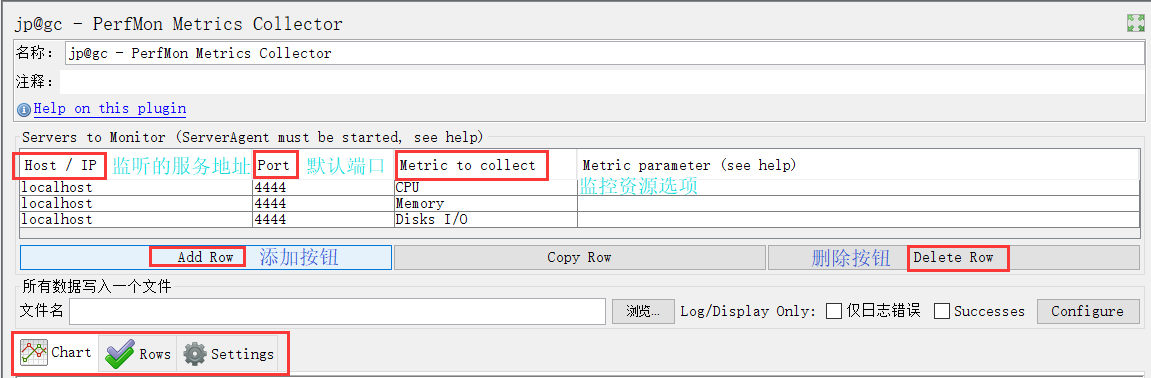 jp@gc - PerfMon Metrics Collector
名称: jp@gc - PerfMon Metrics Collector
注释:
Help on this plugin
Servers to Monitor (ServerAgent must be started, see help)
Host / IP 监听的服务地址 Port 默认端口 Metric to collect Metric parameter (see help)
localhost 4444 CPU 监控资源选项
localhost 4444 Memory
localhost 4444 Disks I/O
Add Row 添加按钮 Copy Row 删除按钮 Delete Row
所有数据写入一个文件
文件名 浏览... Log/Display Only: 仅日志错误 Successes Configure
Chart Rows Settings